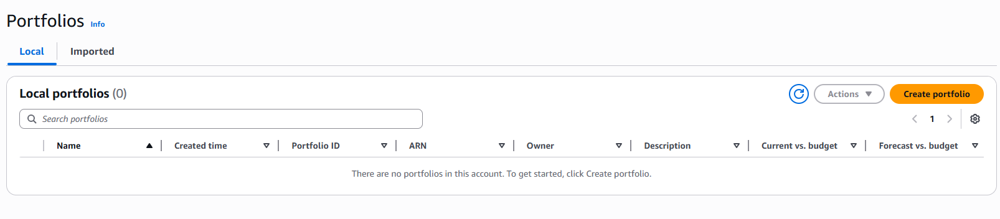 Portfolios Info
Local Imported
Local portfolios (0) Actions Create portfolio
Search portfolios 1
Name Created time Portfolio ID ARN Owner Description Current vs. budget Forecast vs. budget
There are no portfolios in this account. To get started, click Create portfolio.